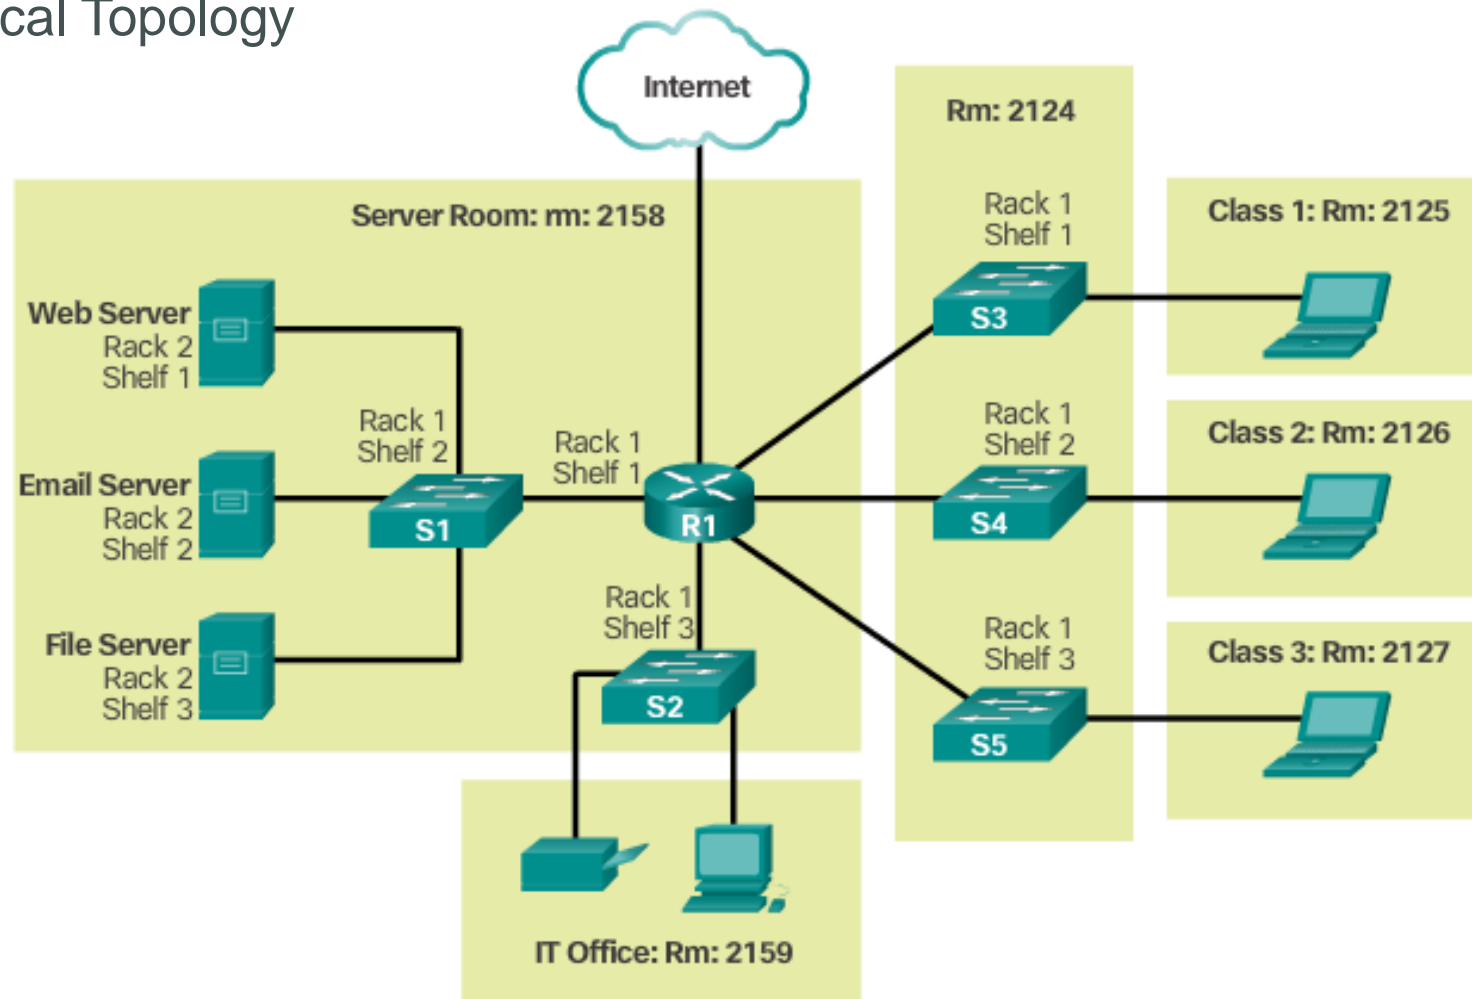 cal Topology
Internet
Rm: 2124
Server Room: rm: 2158
Rack 1
Shelf 1
Class 1: Rm: 2125
Web Server
Rack 2
Shelf 1
S3
Rack 1
Shelf 2
Rack 1
Shelf 1
Rack 1
Shelf 2
Class 2: Rm: 2126
Email Server
Rack 2
Shelf 2
S1
R1
S4
Rack 1
Shelf 3
Rack 1
Shelf 3
Class 3: Rm: 2127
File Server
Rack 2
Shelf 3
S2
S5
IT Office: Rm: 2159